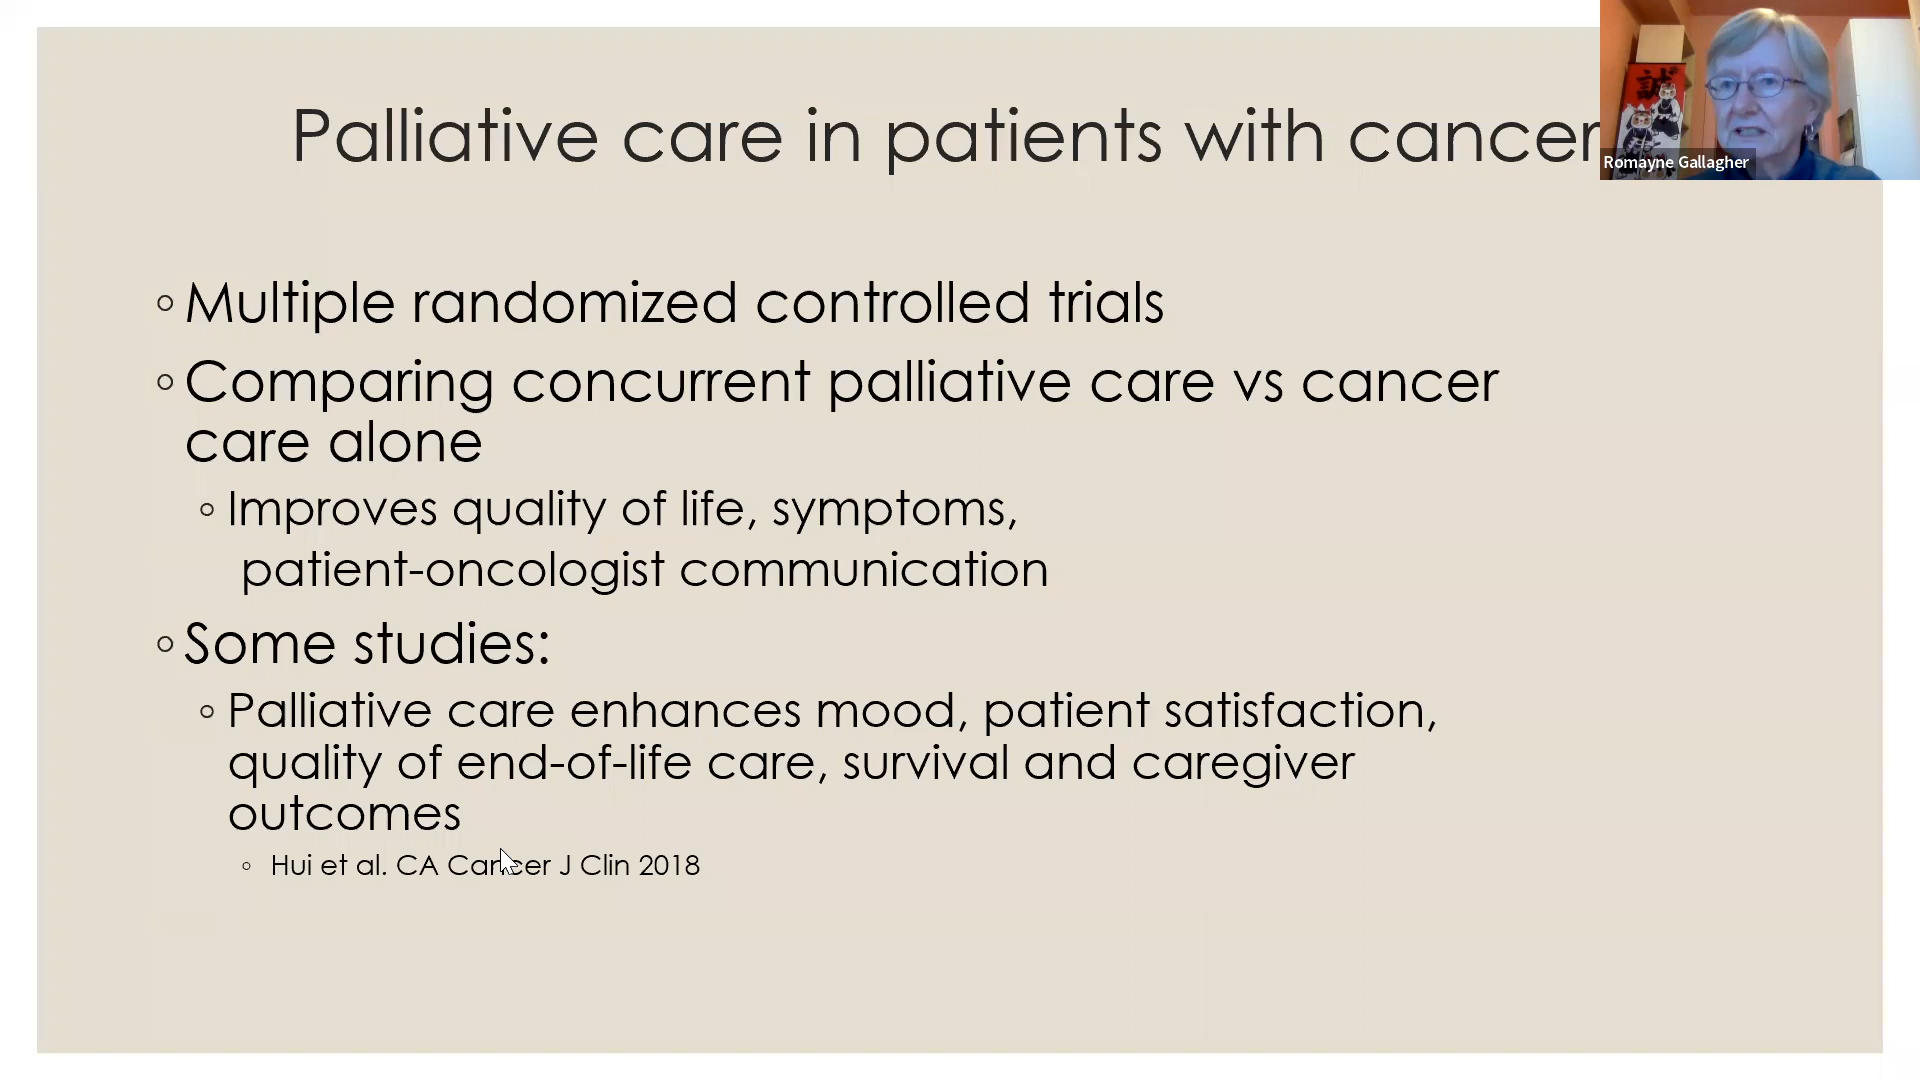 Palliative care in patients with cancer
誠
Romayne Gallagher
◦ Multiple randomized controlled trials
◦ Comparing concurrent palliative care vs cancer
care alone
◦ Improves quality of life, symptoms,
patient-oncologist communication
◦ Some studies:
◦ Palliative care enhances mood, patient satisfaction,
quality of end-of-life care, survival and caregiver
outcomes
◦ Hui et al. CA Cancer J Clin 2018